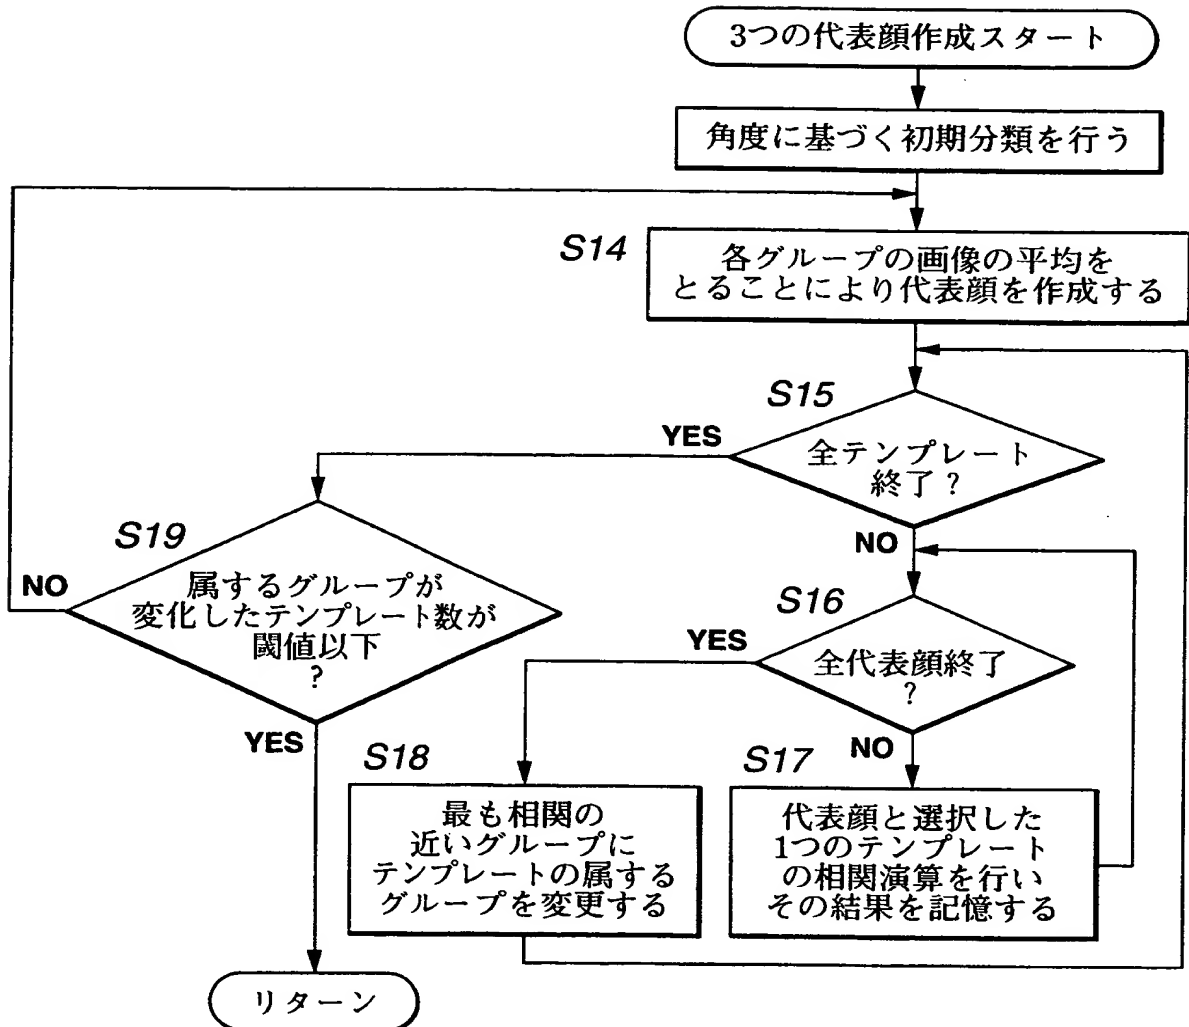 3つの代表顔作成スタート
角度に基づく初期分類を行う
S14
各グループの画像の平均を
とることにより代表顔を作成する
S15
YES
全テンプレート
終了?
NO
S19
NO
属するグループが
変化したテンプレート数が
閾値以下
?
YES
S16
YES
全代表顔終了
?
NO
S18
最も相関の
近いグループに
テンプレートの属する
グループを変更する
S17
代表顔と選択した
1つのテンプレート
の相関演算を行い
その結果を記憶する
リターン